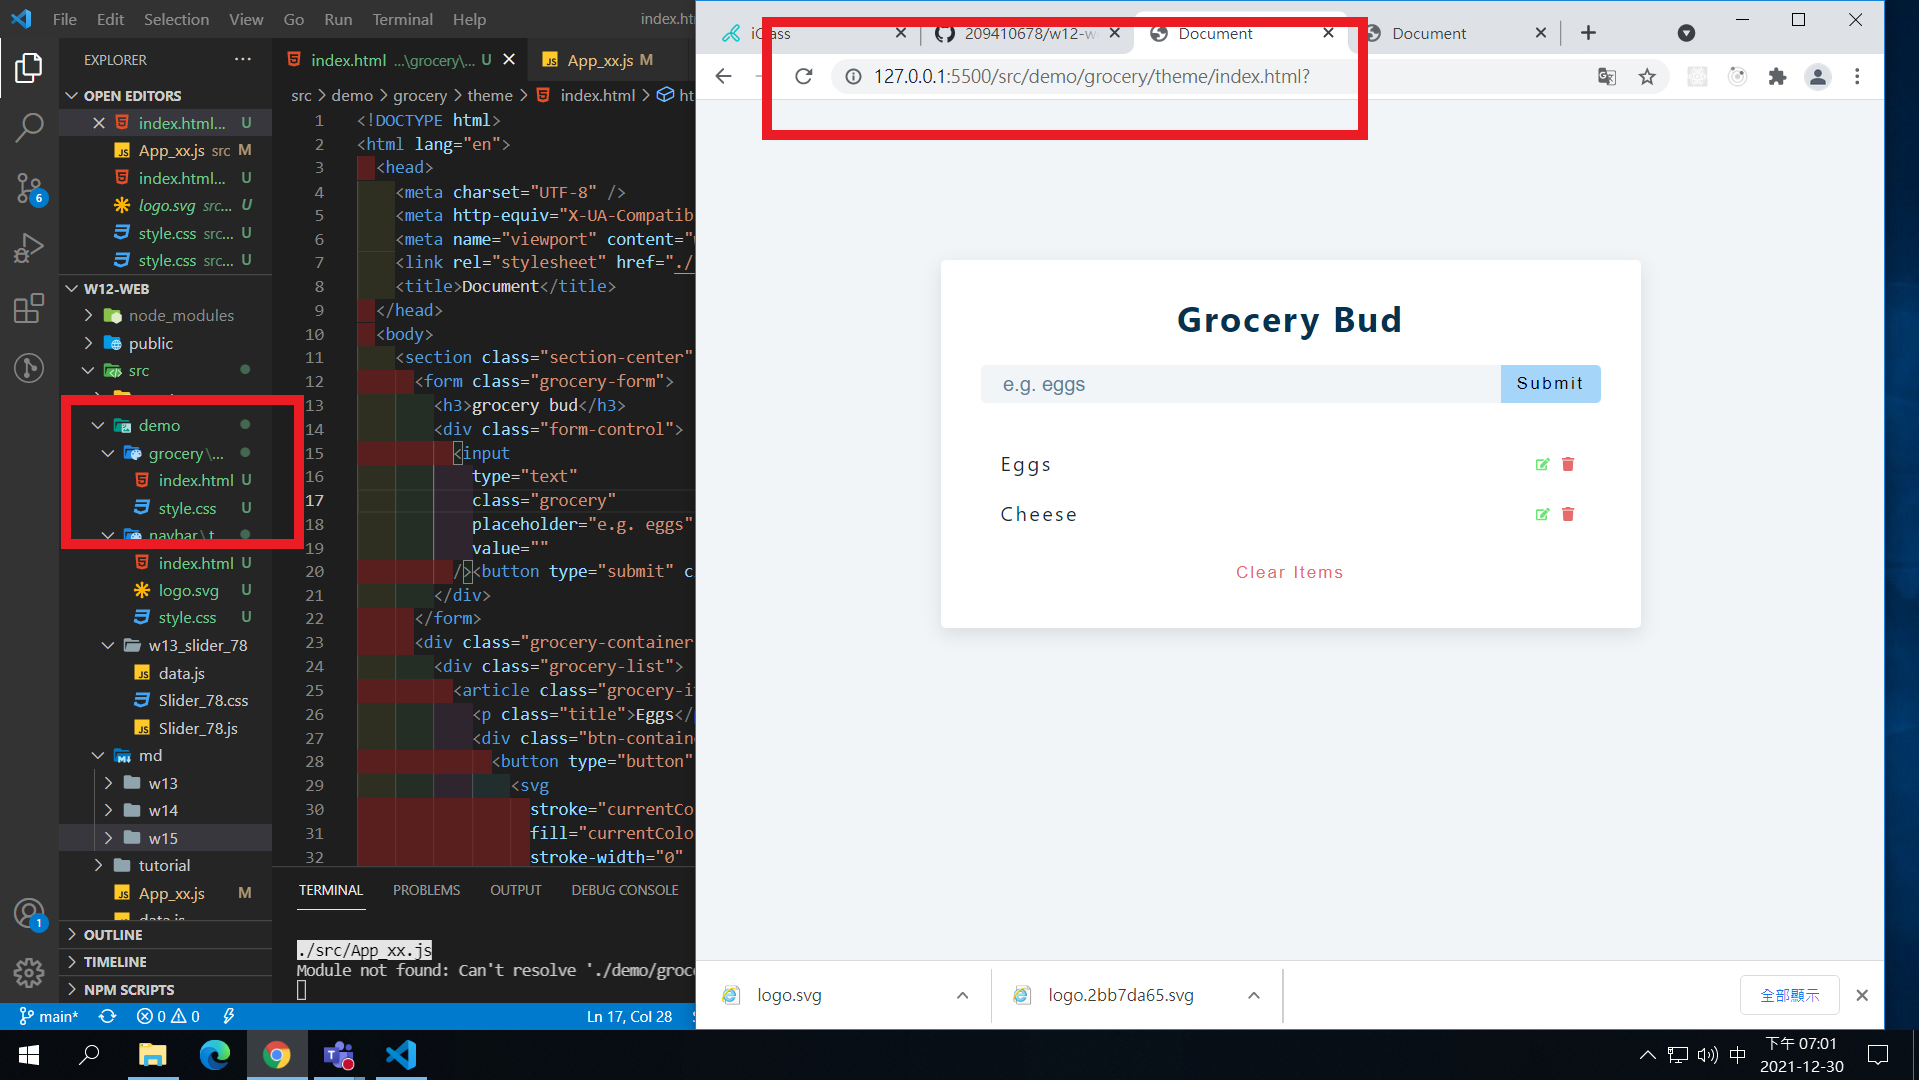 File Edit Selection View Go Run Terminal Help
EXPLORER
OPEN EDITORS
index.html... U
App_xx.js src M
index.html... U
logo.svg src... U
style.css src... U
style.css src... U
W12-WEB
node_modules
public
src
demo
grocery\...
index.html U
style.css U
navbar\t
index.html U
logo.svg U
style.css U
w13_slider_78
data.js
Slider_78.css
Slider_78.js
md
w13
w14
w15
tutorial
App_xx.js M
data.js
OUTLINE
TIMELINE
NPM SCRIPTS
6
1
index.html ...\grocery\... U
App_xx.js M
src > demo > grocery > theme > index.html >
1 <!DOCTYPE html>
2 <html lang="en">
3 <head>
4 <meta charset="UTF-8" />
5 <meta http-equiv="X-UA-Compatib
6 <meta name="viewport" content="
7 <link rel="stylesheet" href="./
8 <title>Document</title>
9 </head>
10 <body>
11 <section class="section-center"
12 <form class="grocery-form">
13 <h3>grocery bud</h3>
14 <div class="form-control">
15 <input
16 type="text"
17 class="grocery"
18 placeholder="e.g. eggs"
19 value=""
20 /><button type="submit" c
21 </div>
22 </form>
23 <div class="grocery-container
24 <div class="grocery-list">
25 <article class="grocery-i
26 <p class="title">Eggs</
27 <div class="btn-contain
28 <button type="button"
29 <svg
30 stroke="currentCo
31 fill="currentColo
32 stroke-width="0"
TERMINAL PROBLEMS OUTPUT DEBUG CONSOLE
./src/App_xx.js
Module not found: Can't resolve './demo/groce
main* 0 0 Ln 17, Col 28
209410678/w12-w
Document
Document
127.0.0.1:5500/src/demo/grocery/theme/index.html?
Grocery Bud
e.g. eggs Submit
Eggs
Cheese
Clear Items
logo.svg
logo.2bb7da65.svg
全部顯示
中
下午 07:01
2021-12-30